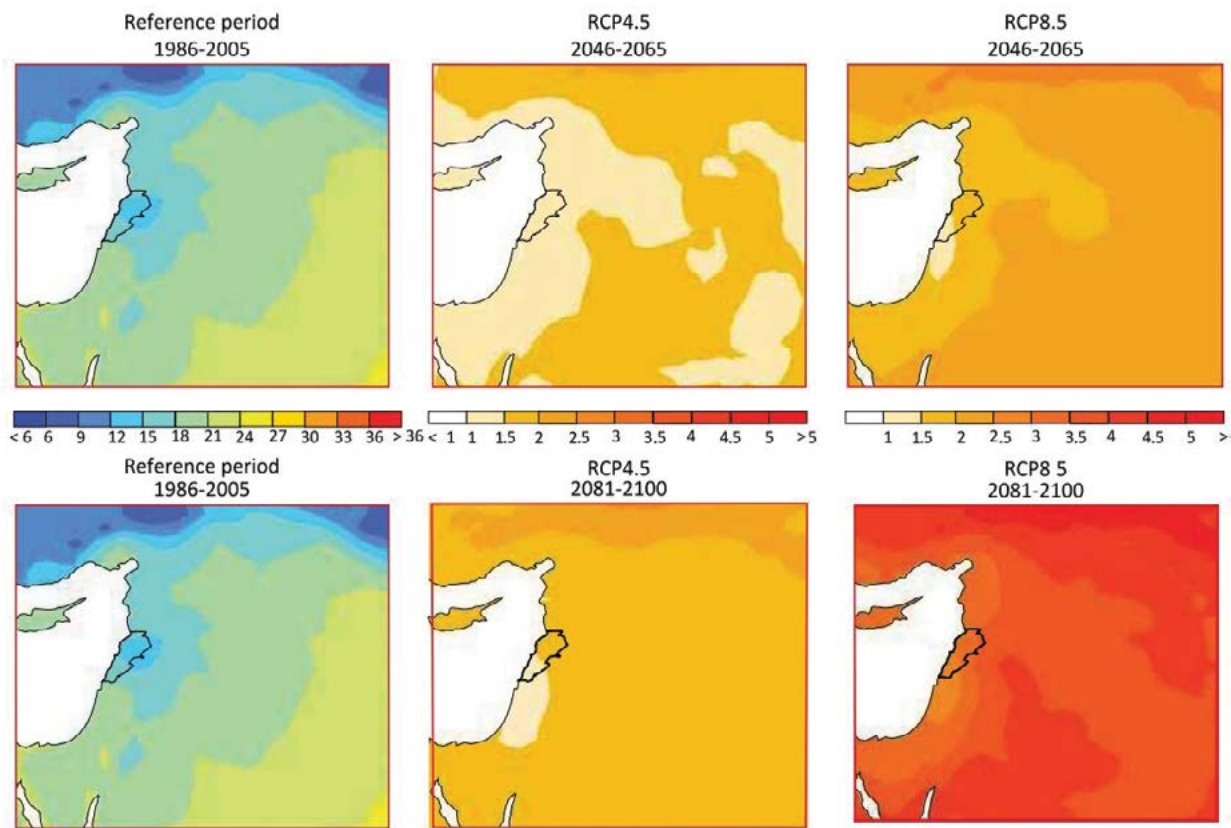 Reference period
1986-2005
RCP4.5
2046-2065
RCP8.5
2046-2065
< 6 6 9 12 15 18 21 24 27 30 33 36 > 36
< 1 1 1.5 2 2.5 3 3.5 4 4.5 5 >5
1 1.5 2 2.5 3 3.5 4 4.5 5 >
Reference period
1986-2005
RCP4.5
2081-2100
RCP8 5
2081-2100